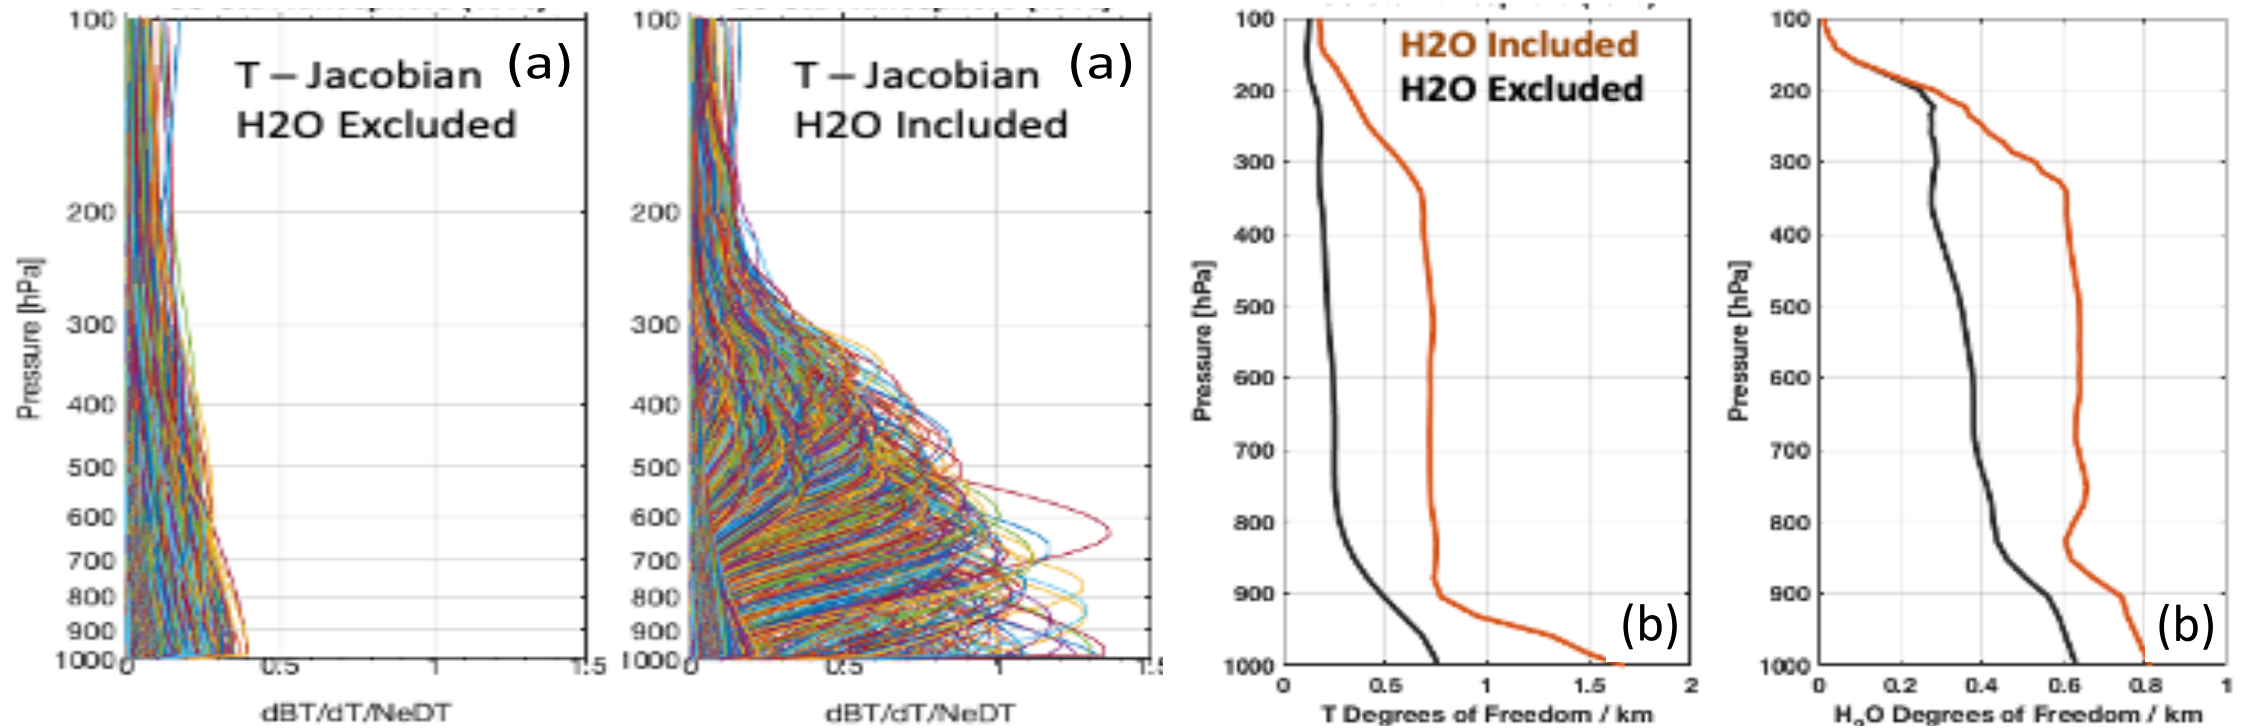 T – Jacobian (a)
H2O Excluded
100
200
300
400
500
600
700
800
900
1000
Pressure [hPa]
0 0.5 1 1.5
dBT/dT/NeDT
T – Jacobian (a)
H2O Included
100
200
300
400
500
600
700
800
900
1000
0 0.5 1
dBT/dT/NeDT
H2O Included
H2O Excluded
100
200
300
400
500
600
700
800
900
1000
Pressure [hPa]
(b)
0 0.5 1 1.5 2
T Degrees of Freedom / km
100
200
300
400
500
600
700
800
900
1000
Pressure [hPa]
(b)
0 0.2 0.4 0.6 0.8 1
H2O Degrees of Freedom / km